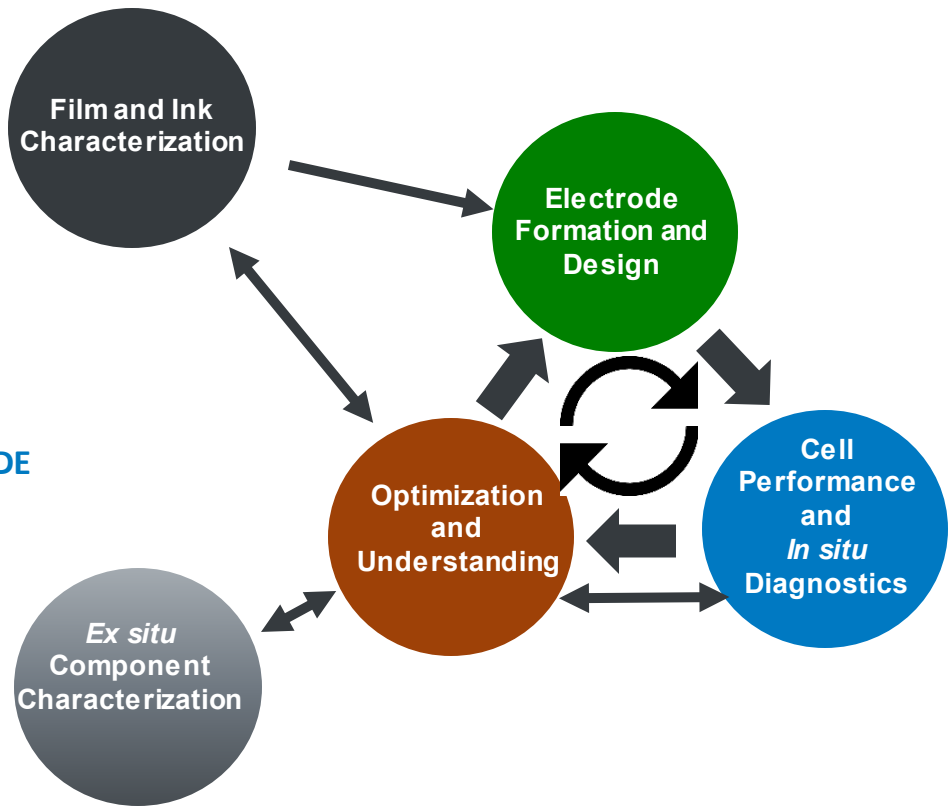 Film and Ink
Characterization
Electrode
Formation and
Design
DE
Optimization
and
Understanding
Cell
Performance
and
In situ
Diagnostics
Ex situ
Component
Characterization